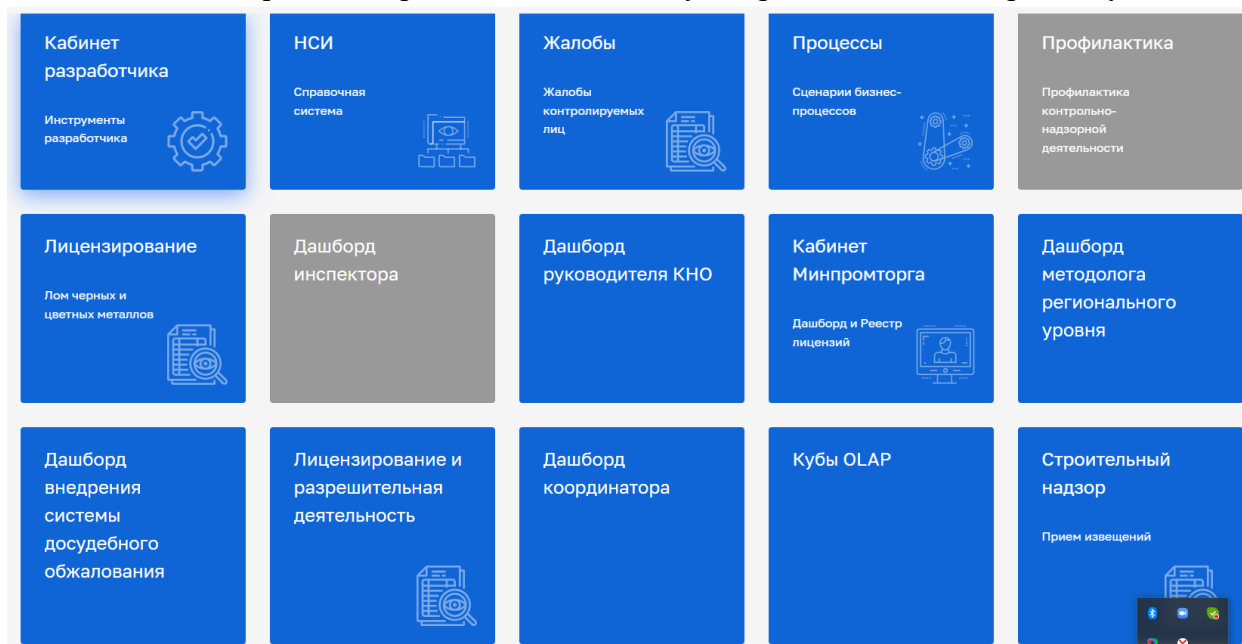 Кабинет
разработчика
Инструменты
разработчика
НСИ
Справочная
система
Жалобы
Жалобы
контролируемых
лиц
Процессы
Сценарии бизнес-
процессов
Профилактика
Профилактика
контрольно-
надзорной
деятельности
Лицензирование
Лом черных и
цветных металлов
Дашборд
инспектора
Дашборд
руководителя КНО
Кабинет
Минпромторга
Дашборд и Реестр
лицензий
Дашборд
методолога
регионального
уровня
Дашборд
внедрения
системы
досудебного
обжалования
Лицензирование и
разрешительная
деятельность
Дашборд
координатора
Кубы OLAP
Строительный
надзор
Прием извещений